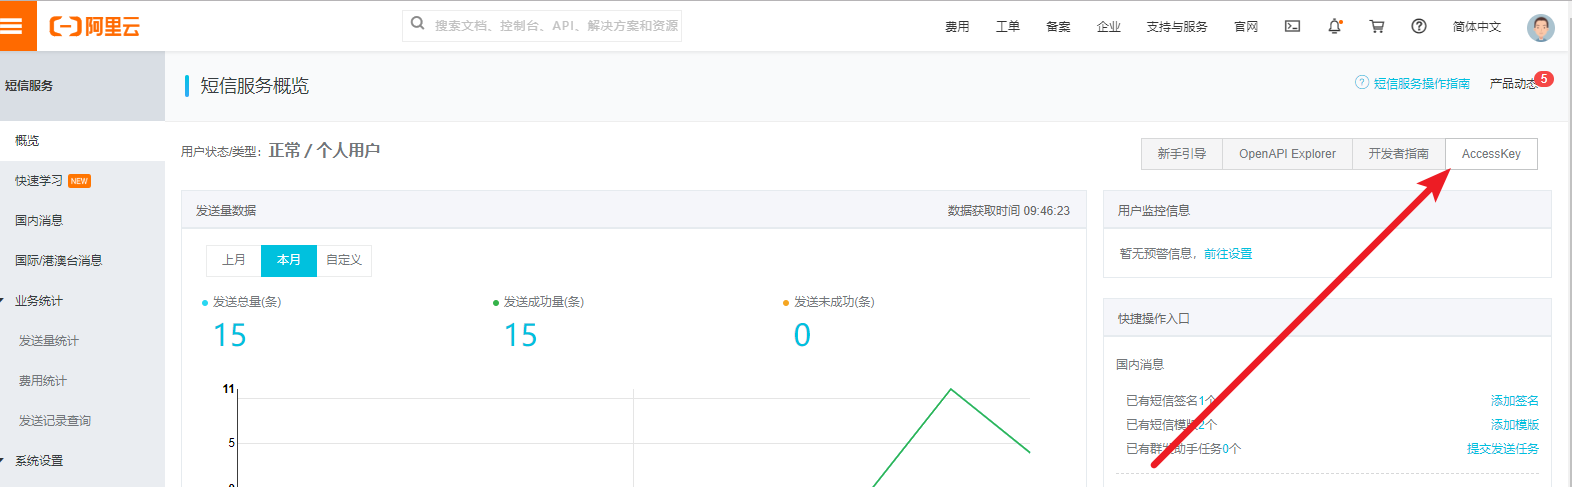 阿里云
搜索文档、控制台、API、解决方案和资源
费用 工单 备案 企业 支持与服务 官网 简体中文
短信服务
短信服务概览
短信服务操作指南 产品动态 5
概览
用户状态/类型： 正常 / 个人用户
新手引导 OpenAPI Explorer 开发者指南 AccessKey
快速学习 NEW
国内消息
国际/港澳台消息
业务统计
发送量统计
费用统计
发送记录查询
系统设置
发送量数据 数据获取时间 09:46:23
上月 本月 自定义
发送总量(条) 发送成功量(条) 发送未成功(条)
15 15 0
11
5
用户监控信息
暂无预警信息，前往设置
快捷操作入口
国内消息
已有短信签名1个 添加签名
已有短信模版2个 添加模版
已有群发助手任务0个 提交发送任务